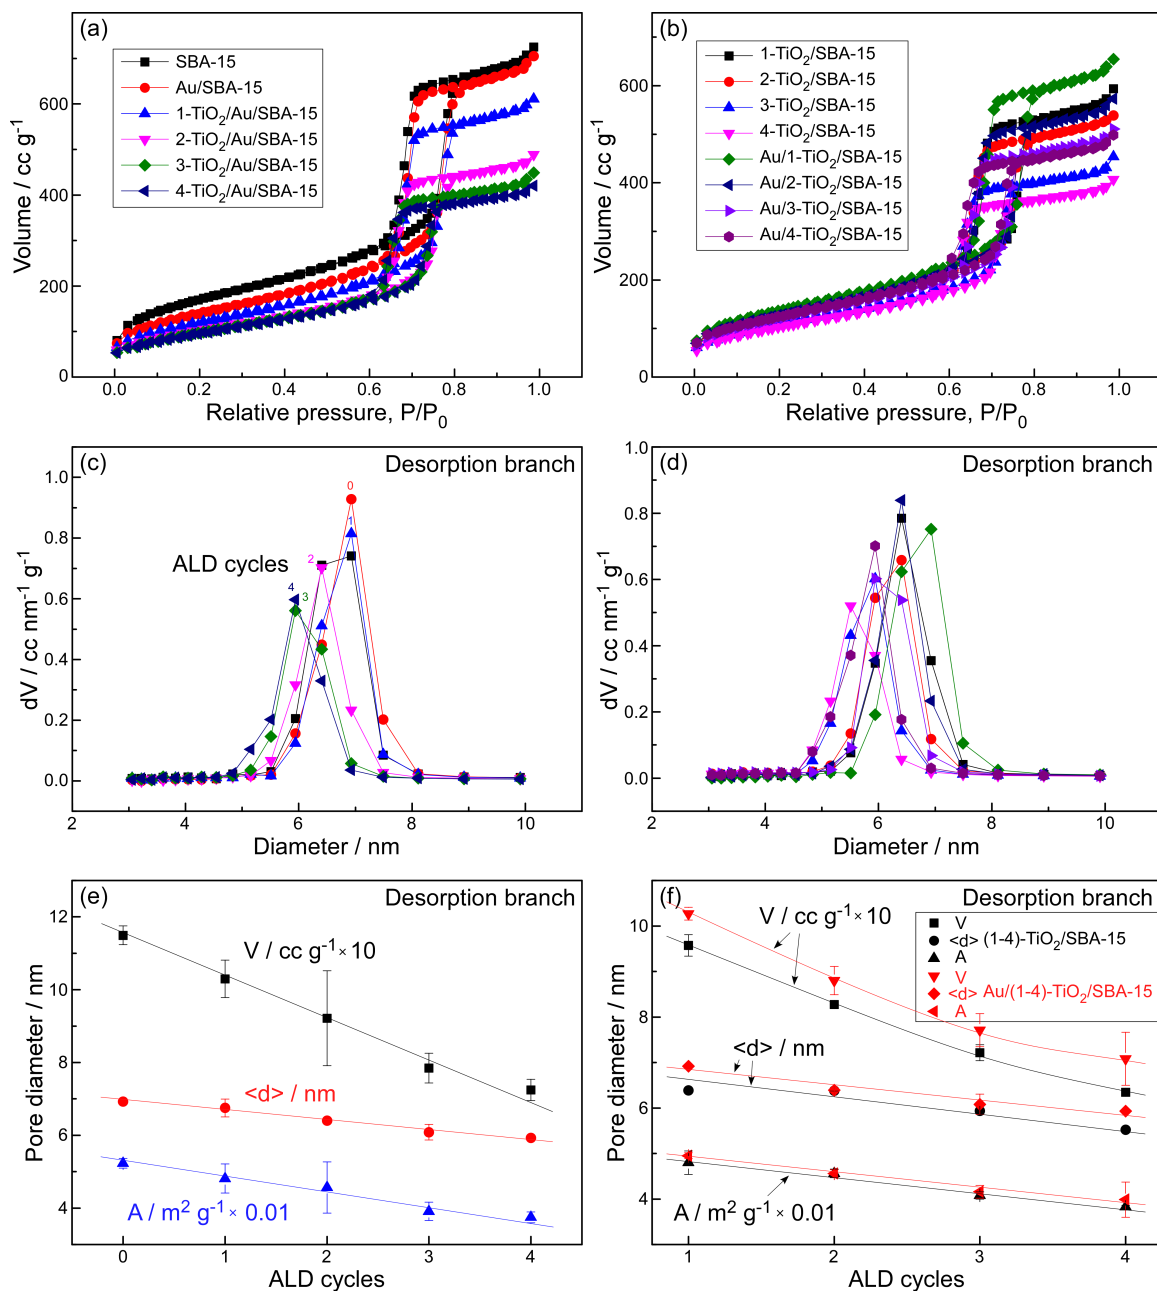 (a)
SBA-15
Au/SBA-15
1-TiO₂/Au/SBA-15
2-TiO₂/Au/SBA-15
3-TiO₂/Au/SBA-15
4-TiO₂/Au/SBA-15
Volume / cc g⁻¹
600
400
200
0
0.0 0.2 0.4 0.6 0.8 1.0
Relative pressure, P/P₀
(b)
1-TiO₂/SBA-15
2-TiO₂/SBA-15
3-TiO₂/SBA-15
4-TiO₂/SBA-15
Au/1-TiO₂/SBA-15
Au/2-TiO₂/SBA-15
Au/3-TiO₂/SBA-15
Au/4-TiO₂/SBA-15
Volume / cc g⁻¹
600
400
200
0
0.0 0.2 0.4 0.6 0.8 1.0
Relative pressure, P/P₀
(c) Desorption branch
0
1
2
ALD cycles
4
3
dV / cc nm⁻¹ g⁻¹
1.0
0.8
0.6
0.4
0.2
0.0
2 4 6 8 10
Diameter / nm
(d) Desorption branch
dV / cc nm⁻¹ g⁻¹
1.0
0.8
0.6
0.4
0.2
0.0
2 4 6 8 10
Diameter / nm
(e) Desorption branch
V / cc g⁻¹ × 10
<d> / nm
A / m² g⁻¹ × 0.01
Pore diameter / nm
12
10
8
6
4
0 1 2 3 4
ALD cycles
(f) Desorption branch
V / cc g⁻¹ × 10
V
<d> (1-4)-TiO₂/SBA-15
A
V
<d> Au/(1-4)-TiO₂/SBA-15
A
<d> / nm
A / m² g⁻¹ × 0.01
Pore diameter / nm
10
8
6
4
1 2 3 4
ALD cycles